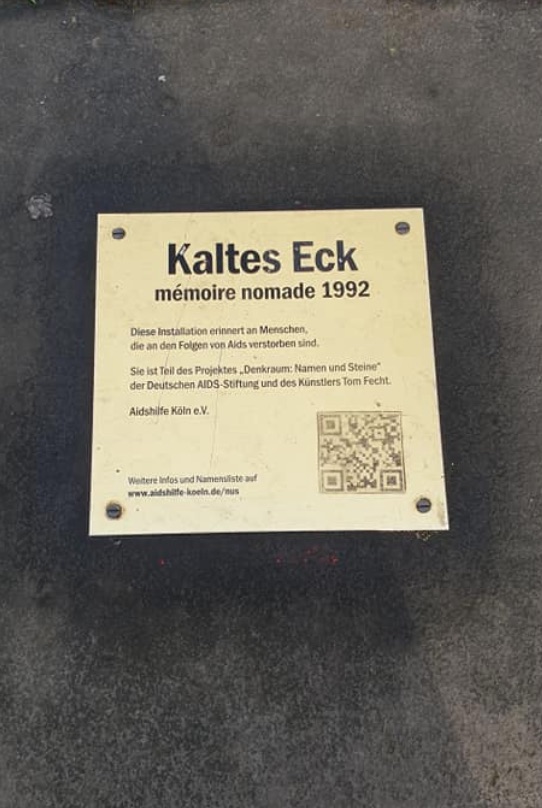 Kaltes Eck
mémoire nomade 1992
Diese Installation erinnert an Menschen,
die an den Folgen von Aids verstorben sind.
Sie ist Teil des Projektes „Denkraum: Namen und Steine“
der Deutschen AIDS-Stiftung und des Künstlers Tom Fecht.
Aidshilfe Köln e.V.
Weitere Infos und Namensliste auf
www.aidshilfe-koeln.de/nus